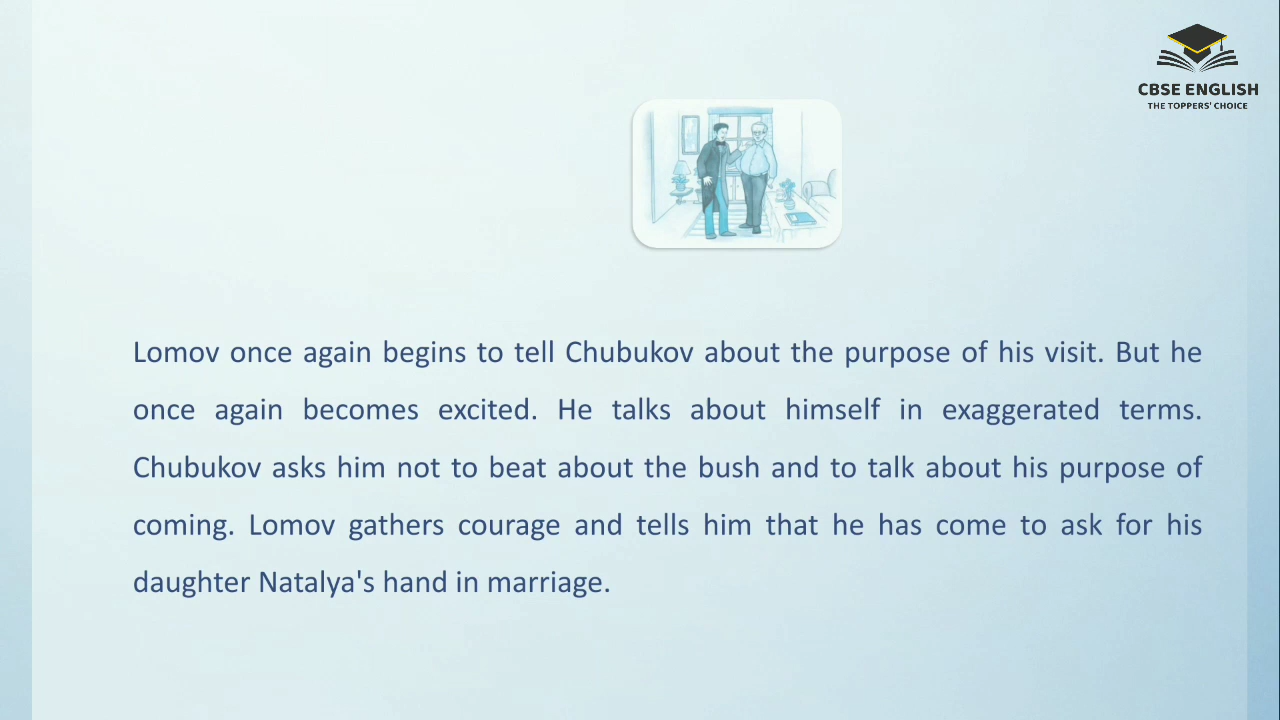 CBSE ENGLISH
THE TOPPERS' CHOICE
Lomov once again begins to tell Chubukov about the purpose of his visit. But he
once again becomes excited. He talks about himself in exaggerated terms.
Chubukov asks him not to beat about the bush and to talk about his purpose of
coming. Lomov gathers courage and tells him that he has come to ask for his
daughter Natalya's hand in marriage.